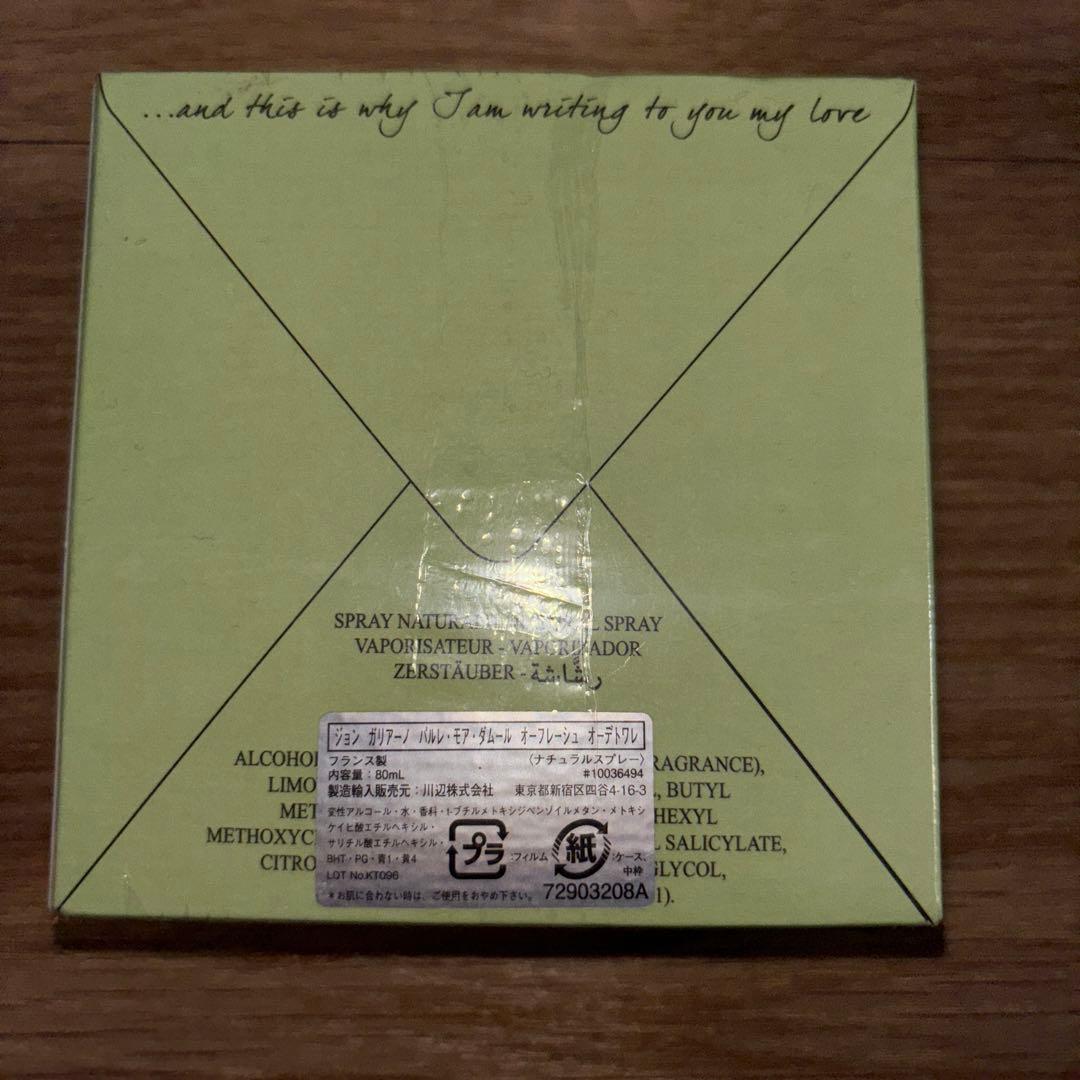 ...and this is why I am writing to you my love
SPRAY NATURAL SPRAY
VAPORISATEUR - VAPORIZADOR
ZERSTÄUBER - رشاشة
ジョン ガリアーノ パルレ・モア・ダムール オーフレーシュ オーデトワレ
フランス製 〈ナチュラルスプレー〉
内容量：80mL #10036494
製造輸入販売元：川辺株式会社 東京都新宿区四谷4-16-3
変性アルコール・水・香料・t-ブチルメトキシジベンゾイルメタン・メトキシ
ケイヒ酸エチルヘキシル・
サリチル酸エチルヘキシル・
BHT・PG・青1・黄4
LOT No.KT096
プラ :フィルム 紙 :ケース、
中枠
＊お肌に合わない時は、ご使用をおやめ下さい。 72903208A
ALCOHO RAGRANCE),
LIMO , BUTYL
MET HEXYL
METHOXYC L SALICYLATE,
CITRO GLYCOL,
1).